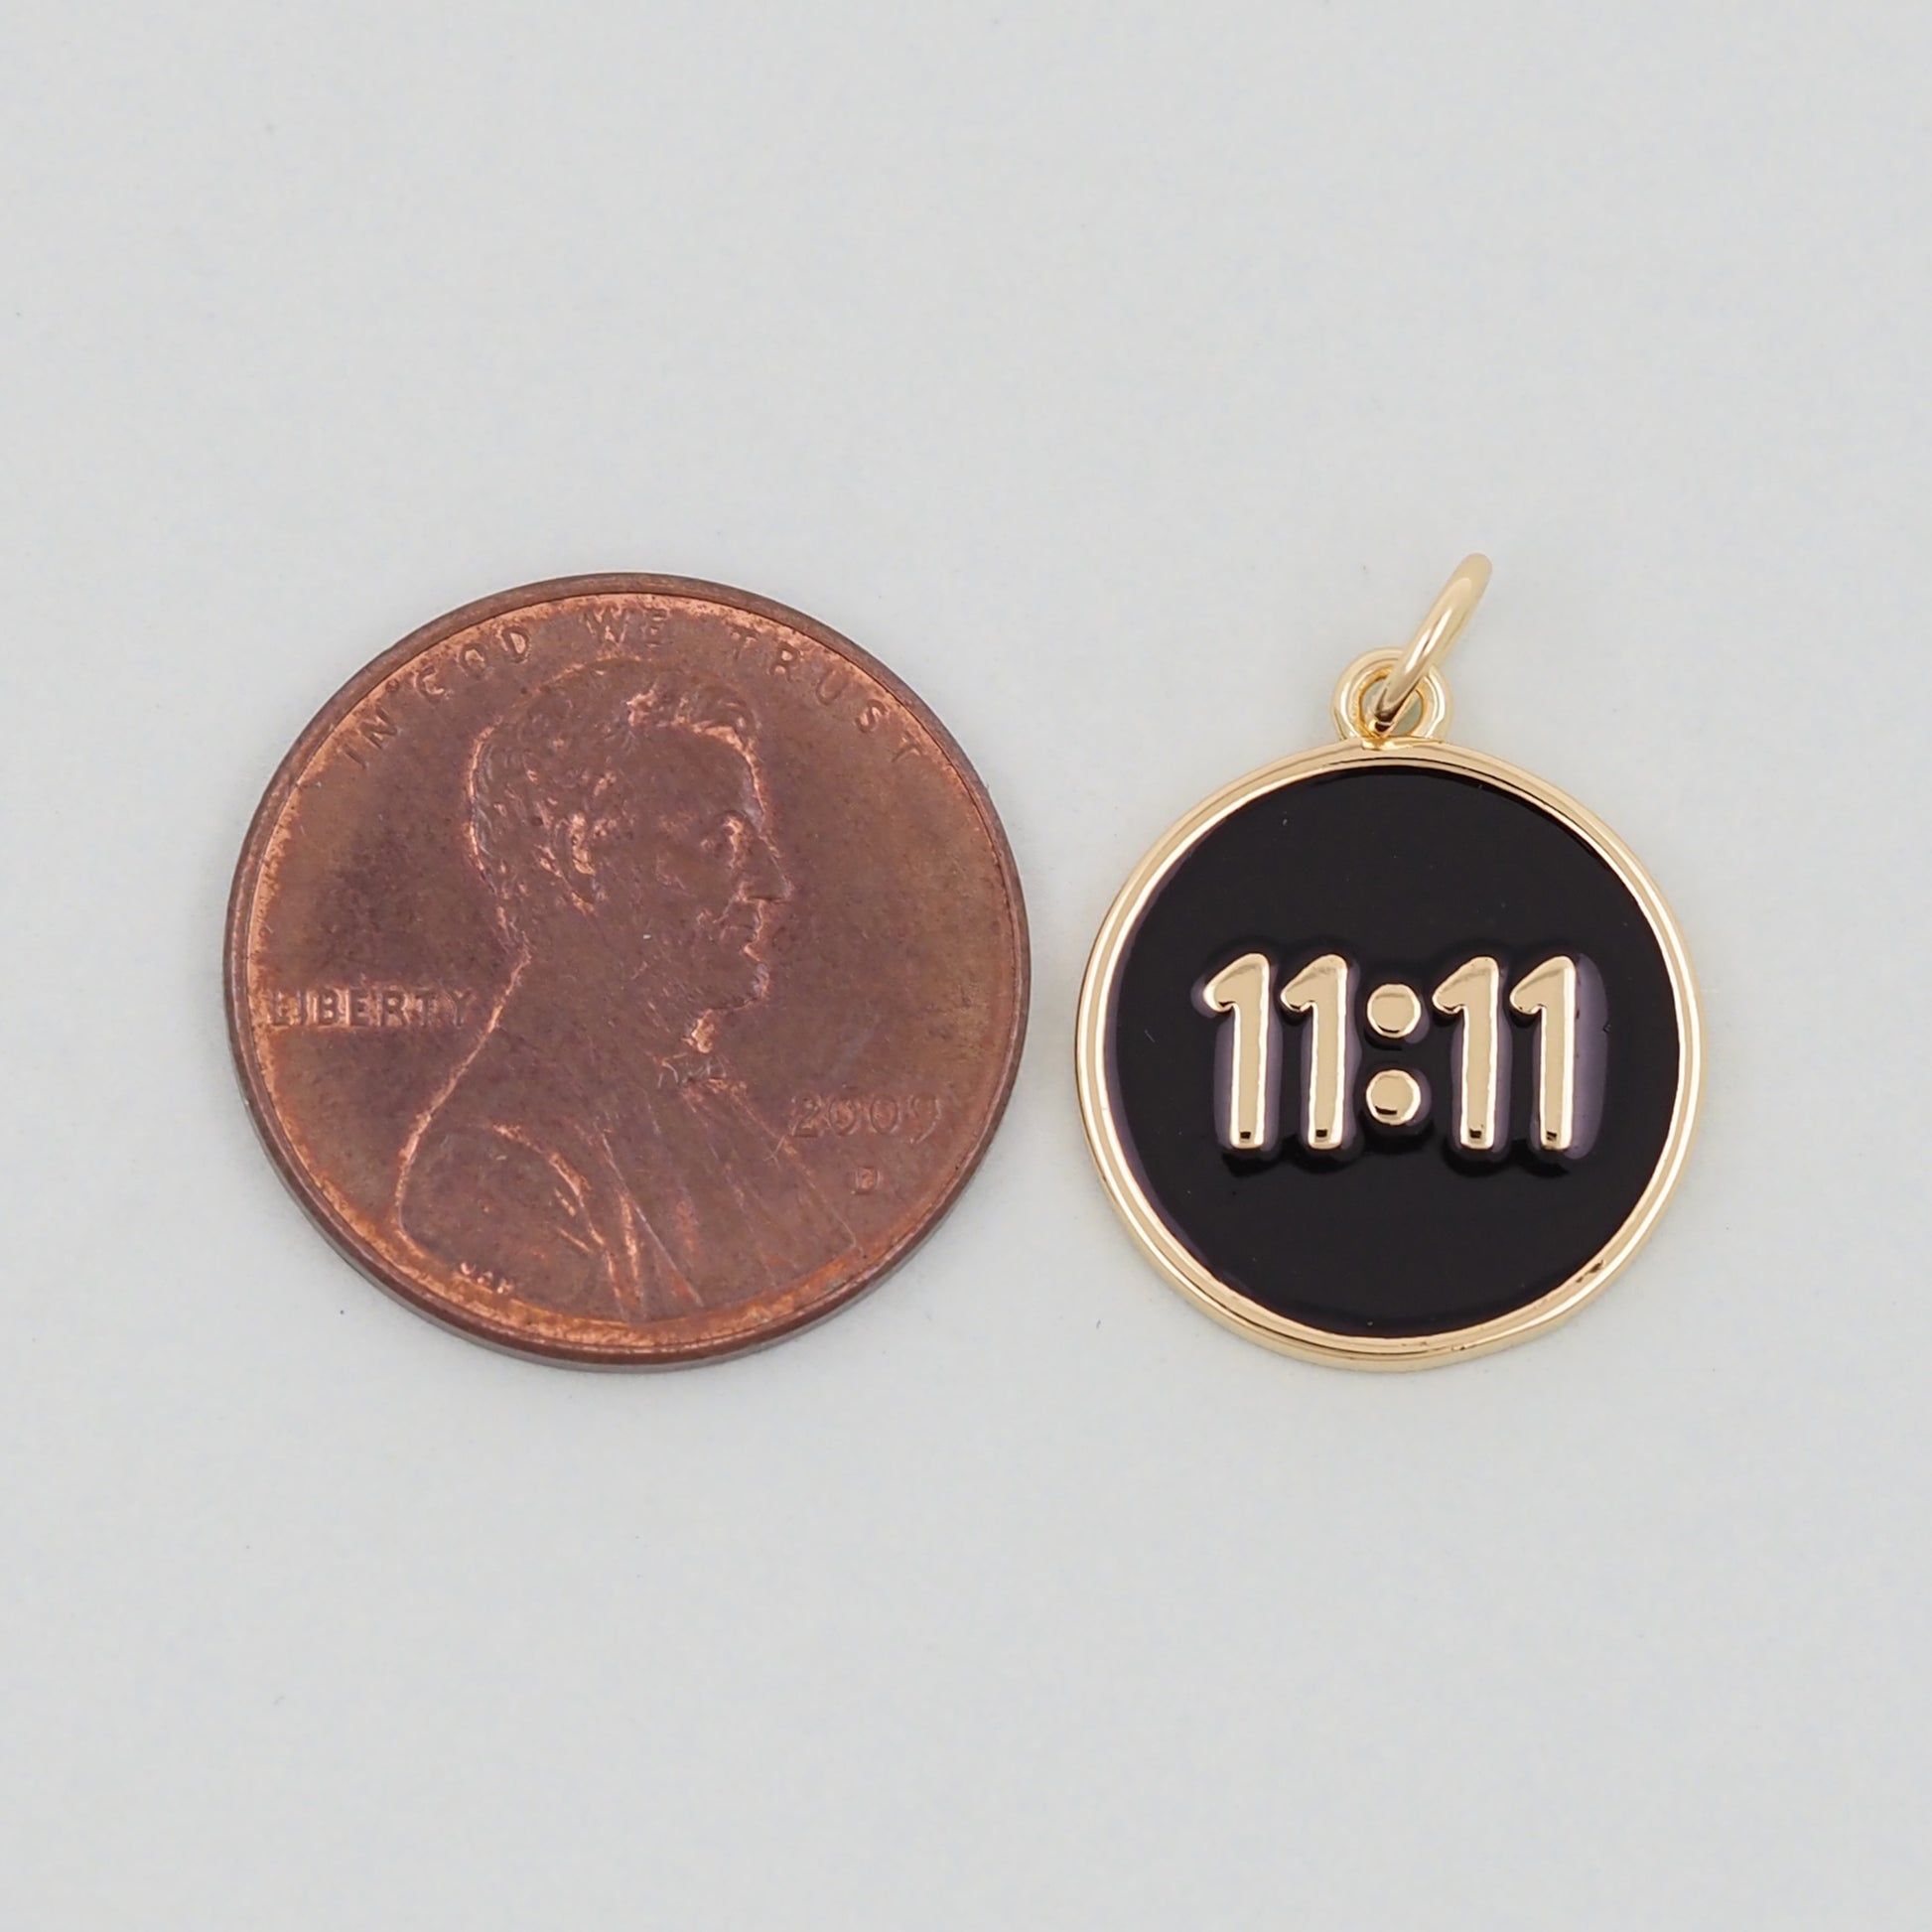 IN GOD WE TRUST
LIBERTY
2009
D
11:11